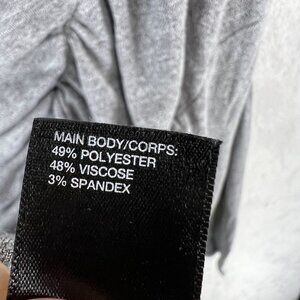 MAIN BODY/CORPS:
49% POLYESTER
48% VISCOSE
3% SPANDEX